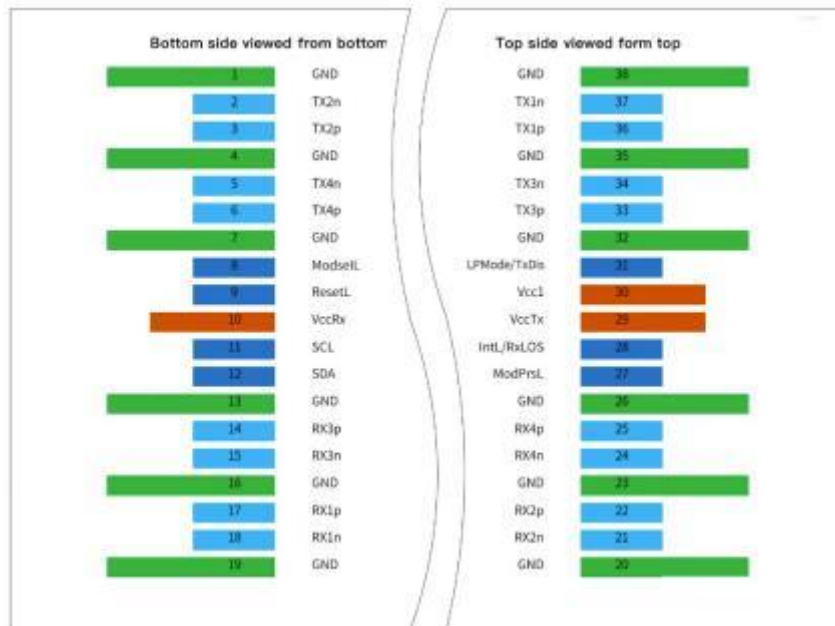 Bottom side viewed from bottom
1 GND
2 TX2n
3 TX2p
4 GND
5 TX4n
6 TX4p
7 GND
8 ModselL
9 ResetL
10 VccRx
11 SCL
12 SDA
13 GND
14 RX3p
15 RX3n
16 GND
17 RX1p
18 RX1n
19 GND
Top side viewed form top
GND 38
TX1n 37
TX1p 36
GND 35
TX3n 34
TX3p 33
GND 32
LPMode/TxDis 31
Vcc1 30
VccTx 29
IntL/RxLOS 28
ModPrsL 27
GND 26
RX4p 25
RX4n 24
GND 23
RX2p 22
RX2n 21
GND 20